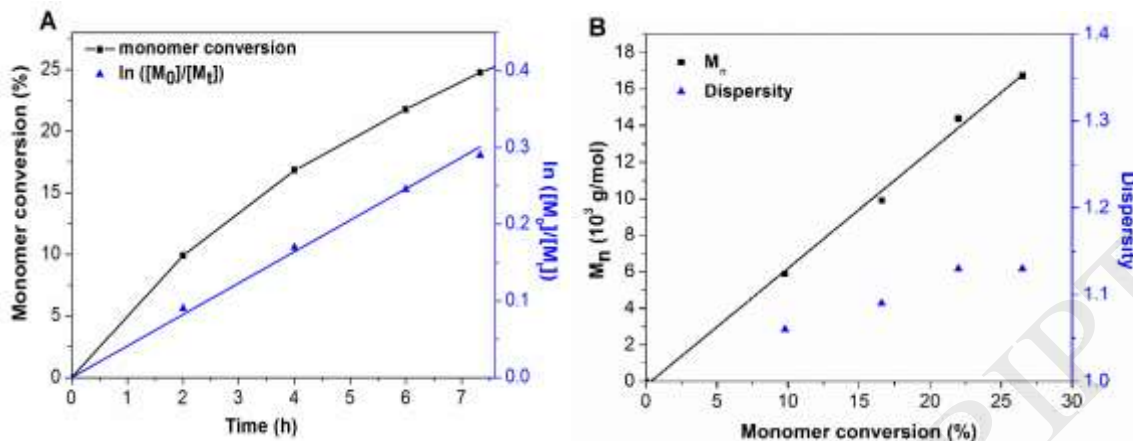 A
monomer conversion
ln ([M0]/[Mt])
Monomer conversion (%)
25
20
15
10
5
0
0.4
0.3
0.2
0.1
0.0
ln ([Mo]/[Mt])
0 1 2 3 4 5 6 7
Time (h)
B
Mn
Dispersity
Mn (10³ g/mol)
18
16
14
12
10
8
6
4
2
0
1.4
1.3
1.2
1.1
1.0
Dispersity
0 5 10 15 20 25 30
Monomer conversion (%)